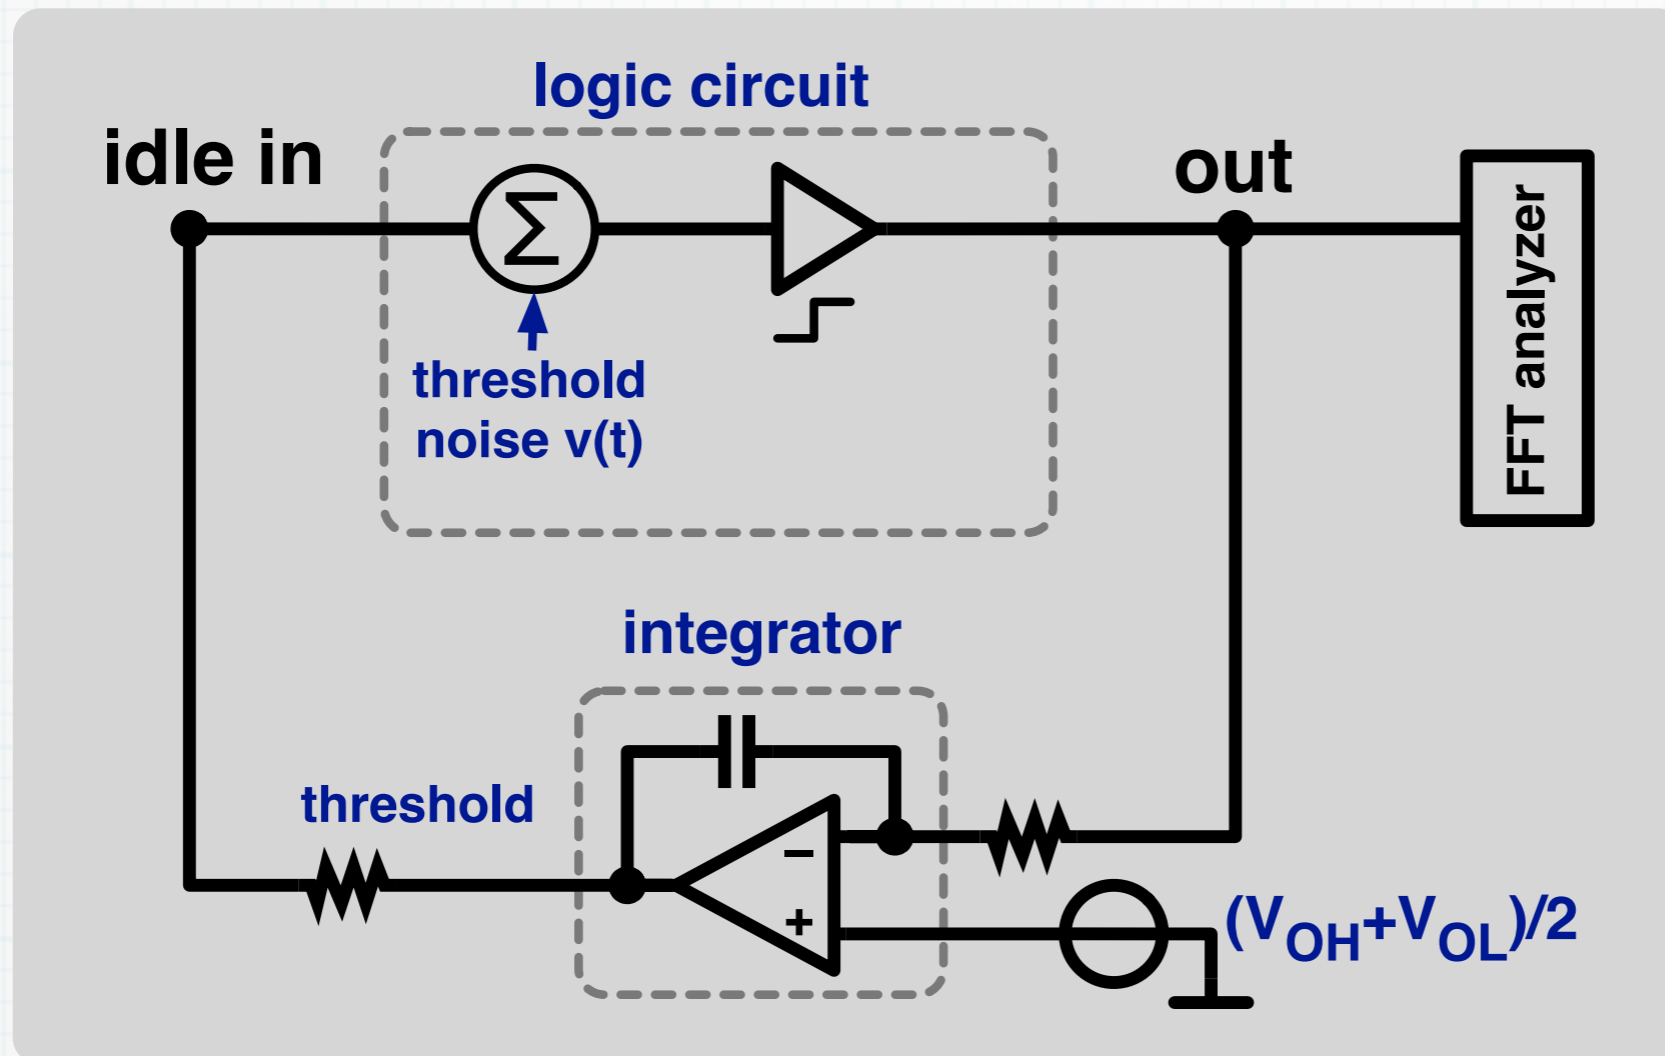 logic circuit
idle in
out
Σ
threshold
noise v(t)
FFT analyzer
integrator
threshold
−
+
(VOH+VOL)/2